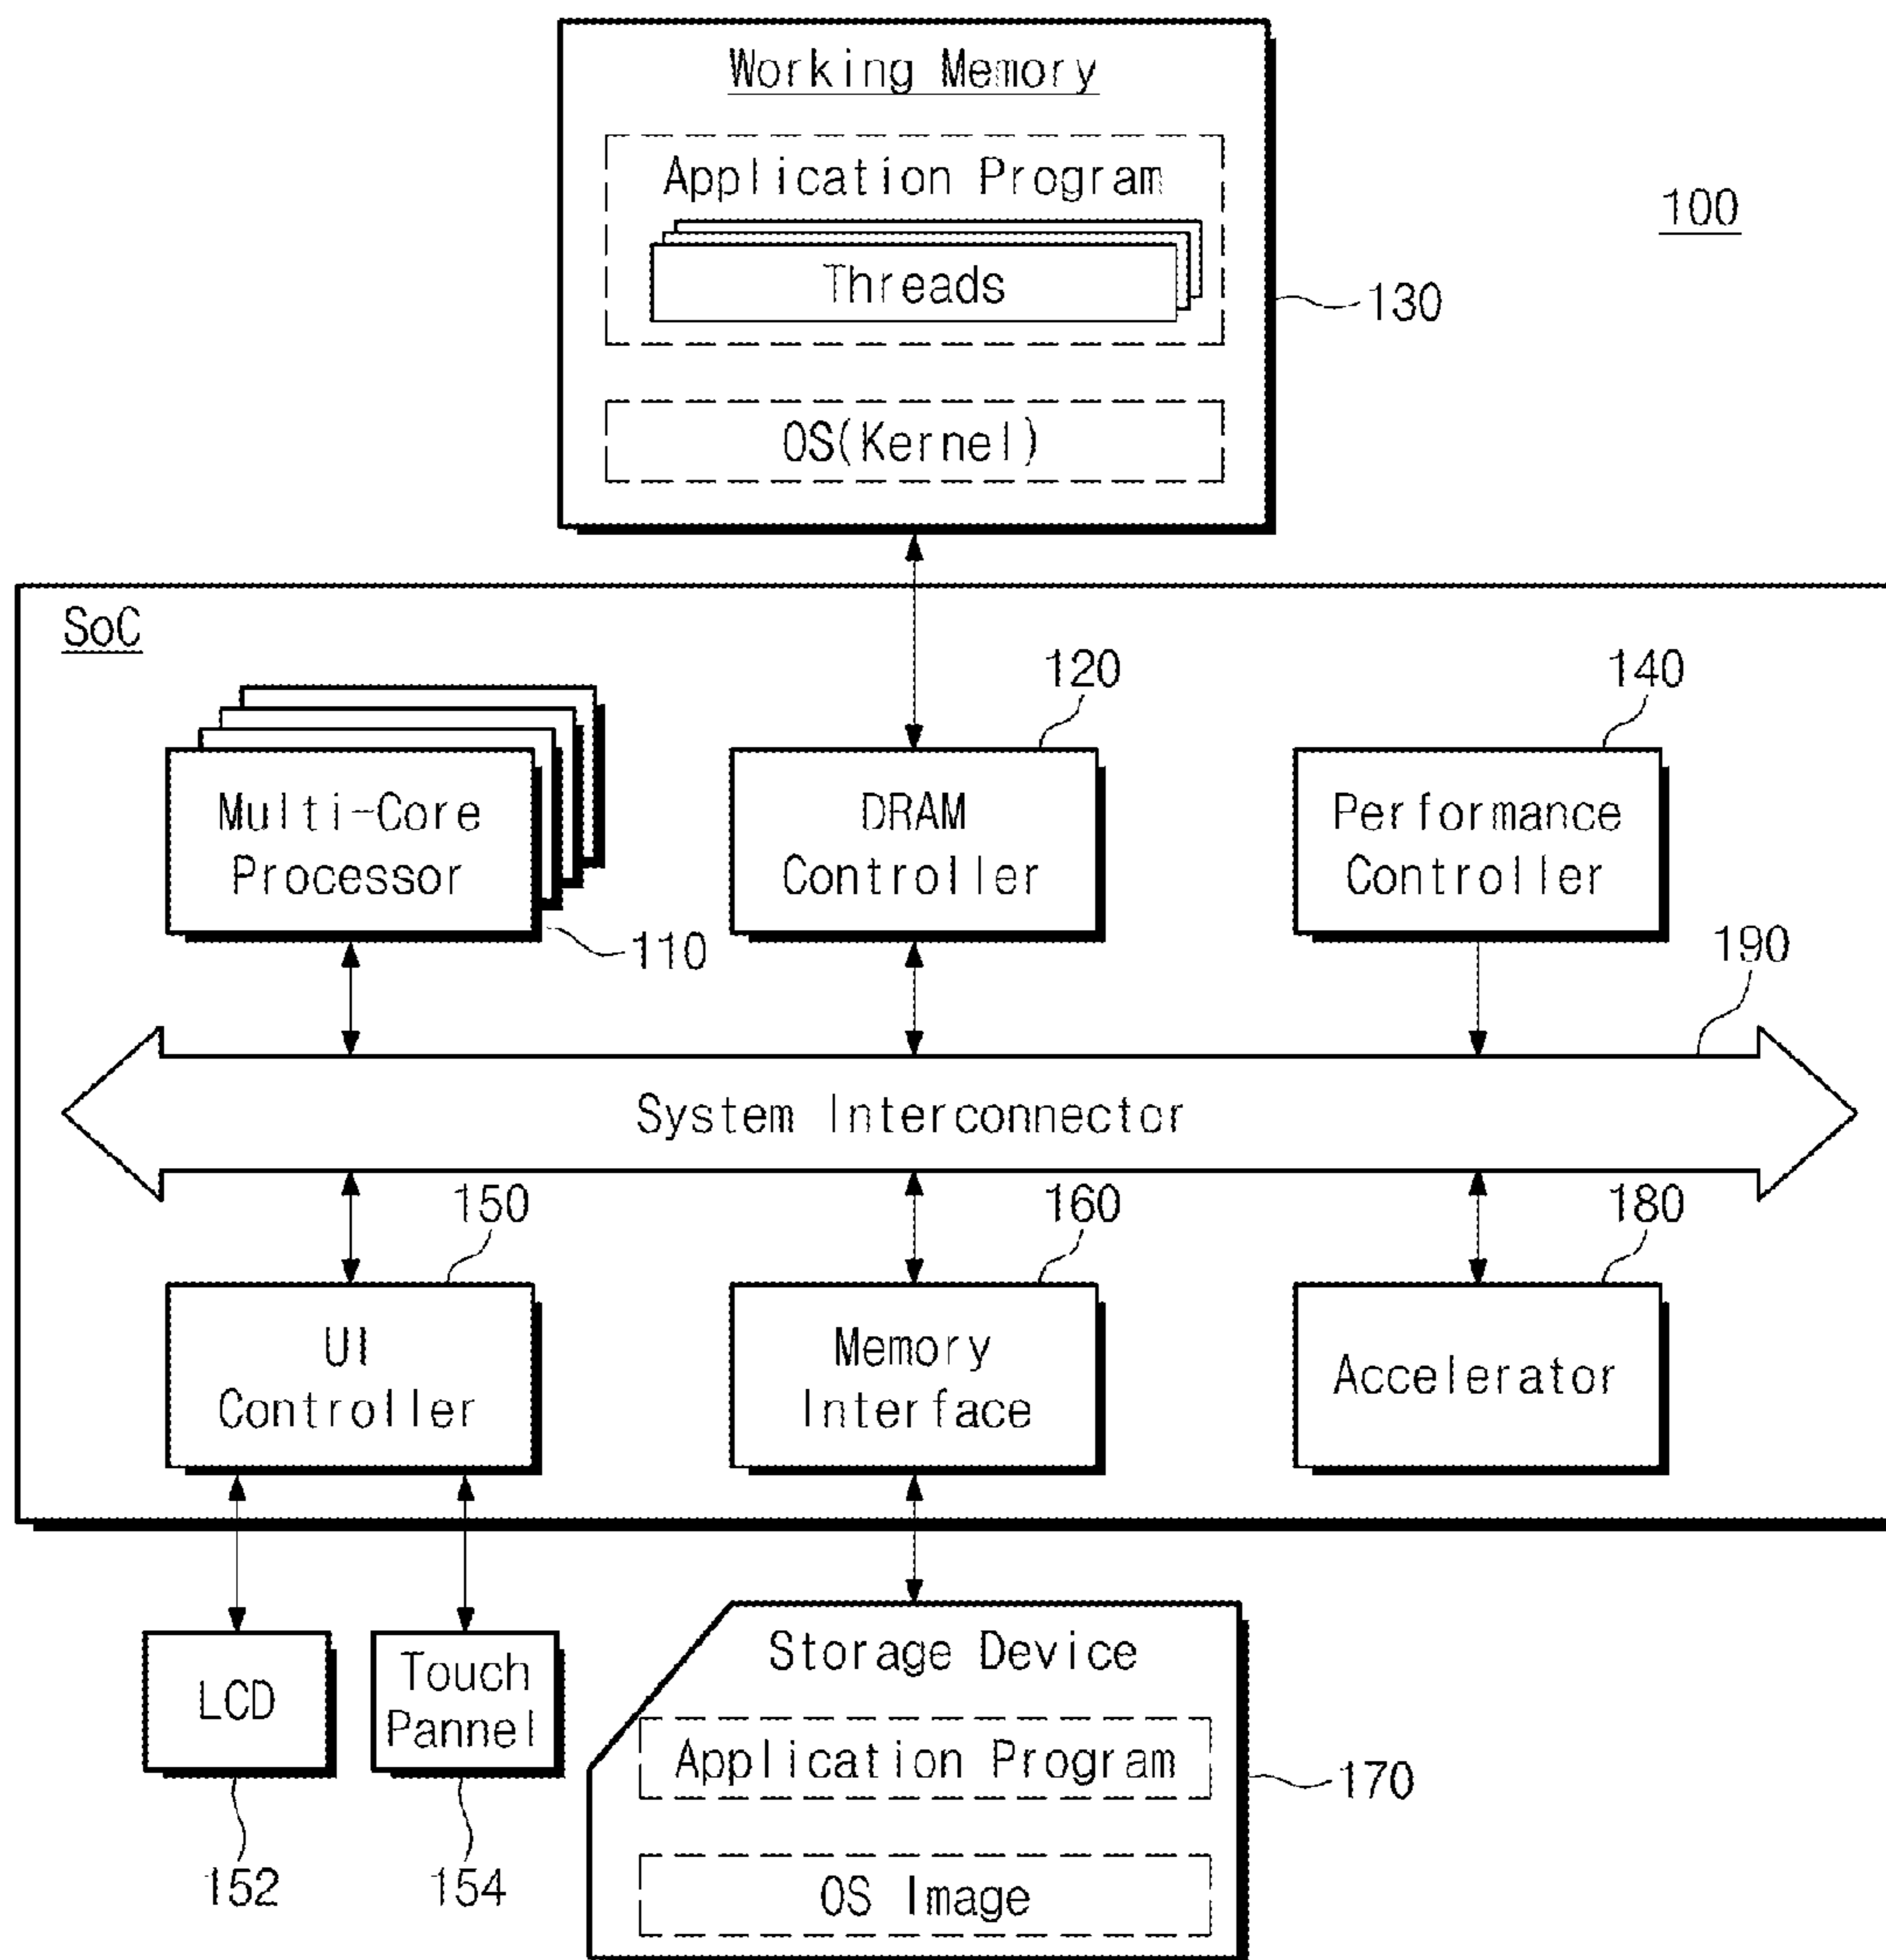 Working Memory
Application Program
100
Threads
130
OS(Kernel)
SoC
120
140
Multi-Core
Processor
DRAM
Controller
Performance
Controller
110
190
System Interconnector
150
160
180
UI
Controller
Memory
Interface
Accelerator
LCD
Touch
Pannel
Storage Device
Application Program
170
152
154
OS Image